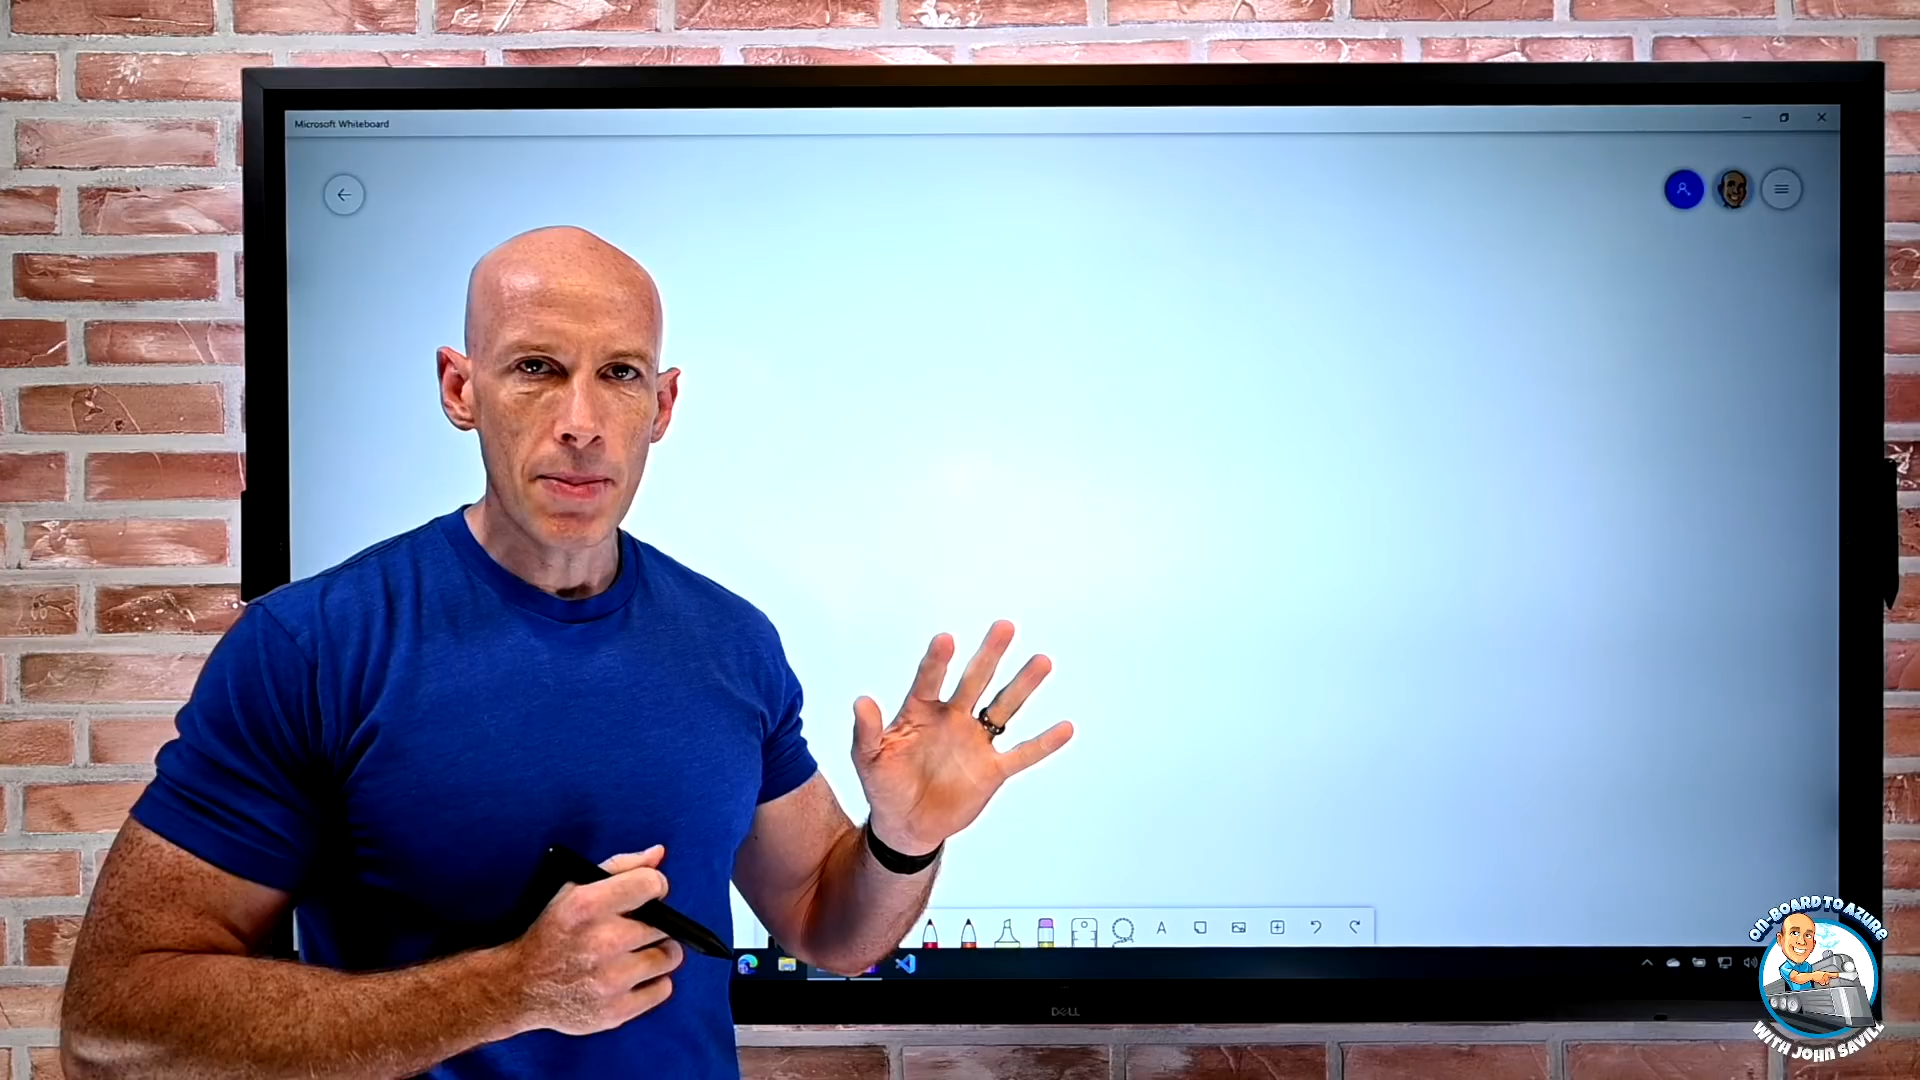 Microsoft Whiteboard
A
DELL
ON-BOARD TO AZURE
WITH JOHN SAVILL